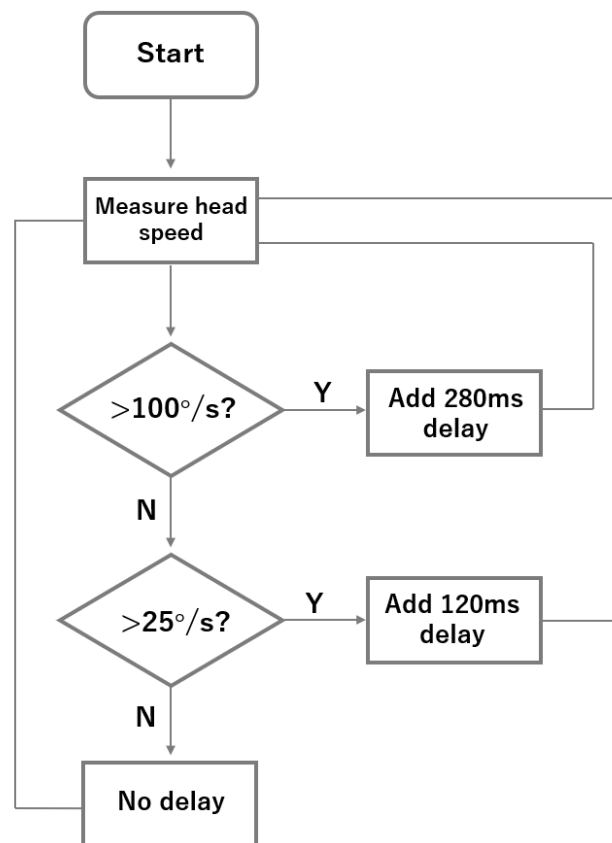 Start
Measure head
speed
>100°/s?
Y
Add 280ms
delay
N
>25°/s?
Y
Add 120ms
delay
N
No delay